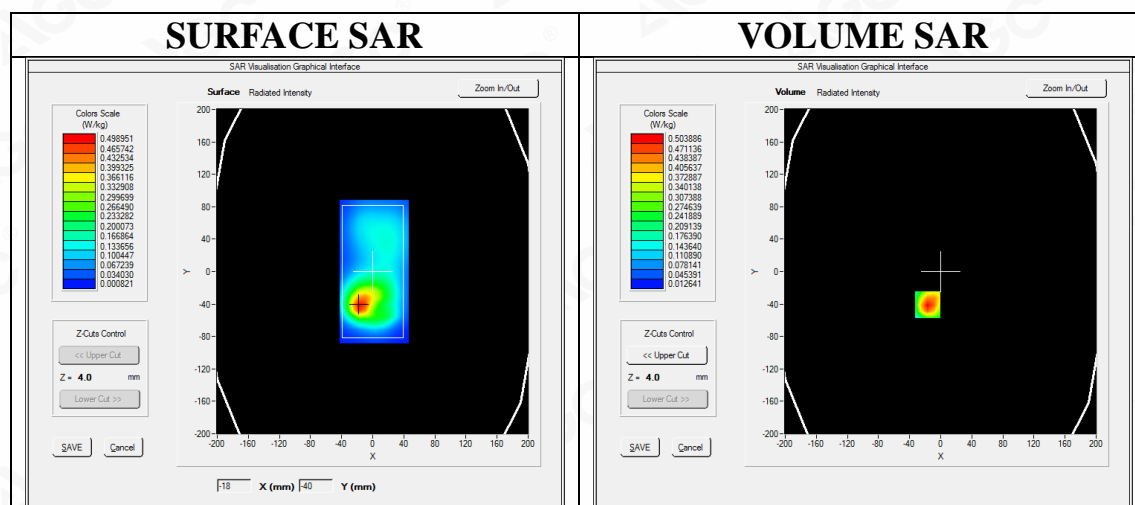 SURFACE SAR
SAR Visualisation Graphical Interface
Surface Radiated Intensity
Zoom In/Out
Colors Scale
(W/kg)
0.498951
0.465742
0.432534
0.399325
0.366116
0.332908
0.299699
0.266490
0.233282
0.200073
0.166864
0.133656
0.100447
0.067239
0.034030
0.000821
Z-Cuts Control
<< Upper Cut
Z = 4.0 mm
Lower Cut >>
SAVE Cancel
200
160
120
80
40
0
-40
-80
-120
-160
-200
Y
-200 -160 -120 -80 -40 0 40 80 120 160 200
X
-18 X (mm) -40 Y (mm)
VOLUME SAR
SAR Visualisation Graphical Interface
Volume Radiated Intensity
Zoom In/Out
Colors Scale
(W/kg)
0.503886
0.471136
0.438387
0.405637
0.372887
0.340138
0.307388
0.274639
0.241889
0.209139
0.176390
0.143640
0.110890
0.078141
0.045391
0.012641
Z-Cuts Control
<< Upper Cut
Z = 4.0 mm
Lower Cut >>
SAVE Cancel
200
160
120
80
40
0
-40
-80
-120
-160
-200
Y
-200 -160 -120 -80 -40 0 40 80 120 160 200
X